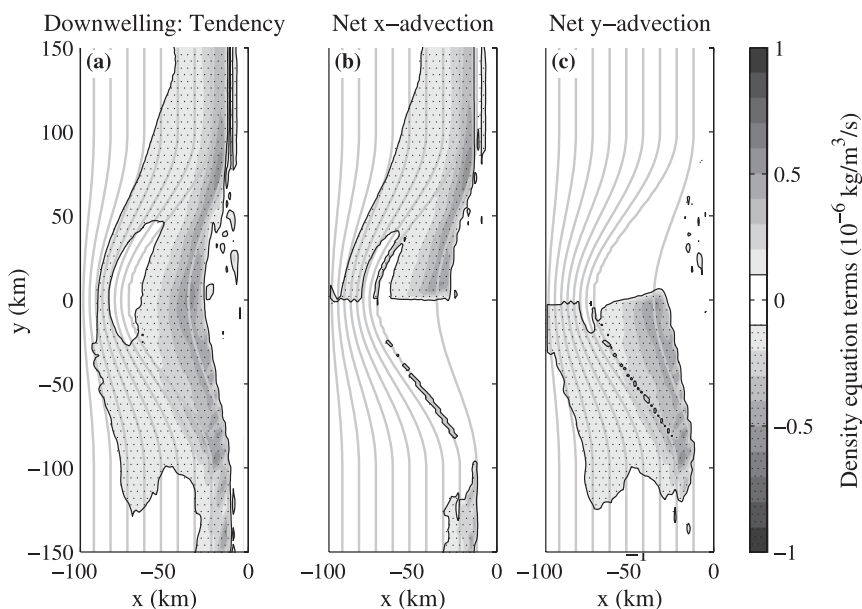 Downwelling: Tendency Net x−advection Net y−advection
(a) (b) (c)
150
100
50
0
−50
−100
−150
y (km)
−100 −50 0
x (km)
−100 −50 0
x (km)
−100 −50 0
−1
x (km)
1
0.5
0
−0.5
−1
Density equation terms (10−6 kg/m3/s)